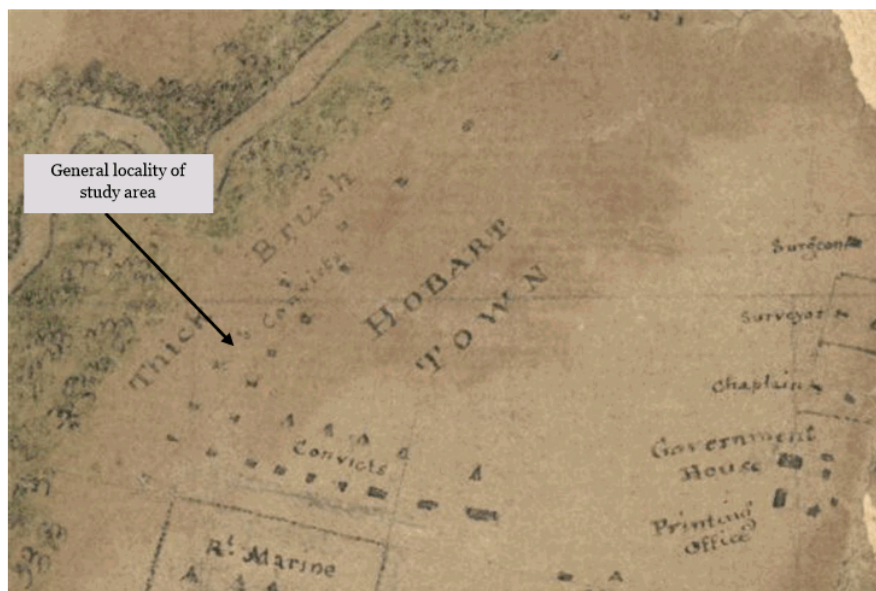 General locality of
study area
Thick Brush
Convicts
HOBART
TOWN
Surgeon
Surveyor
Chaplain
Government
House
Printing
Office
Convicts
Rl. Marine